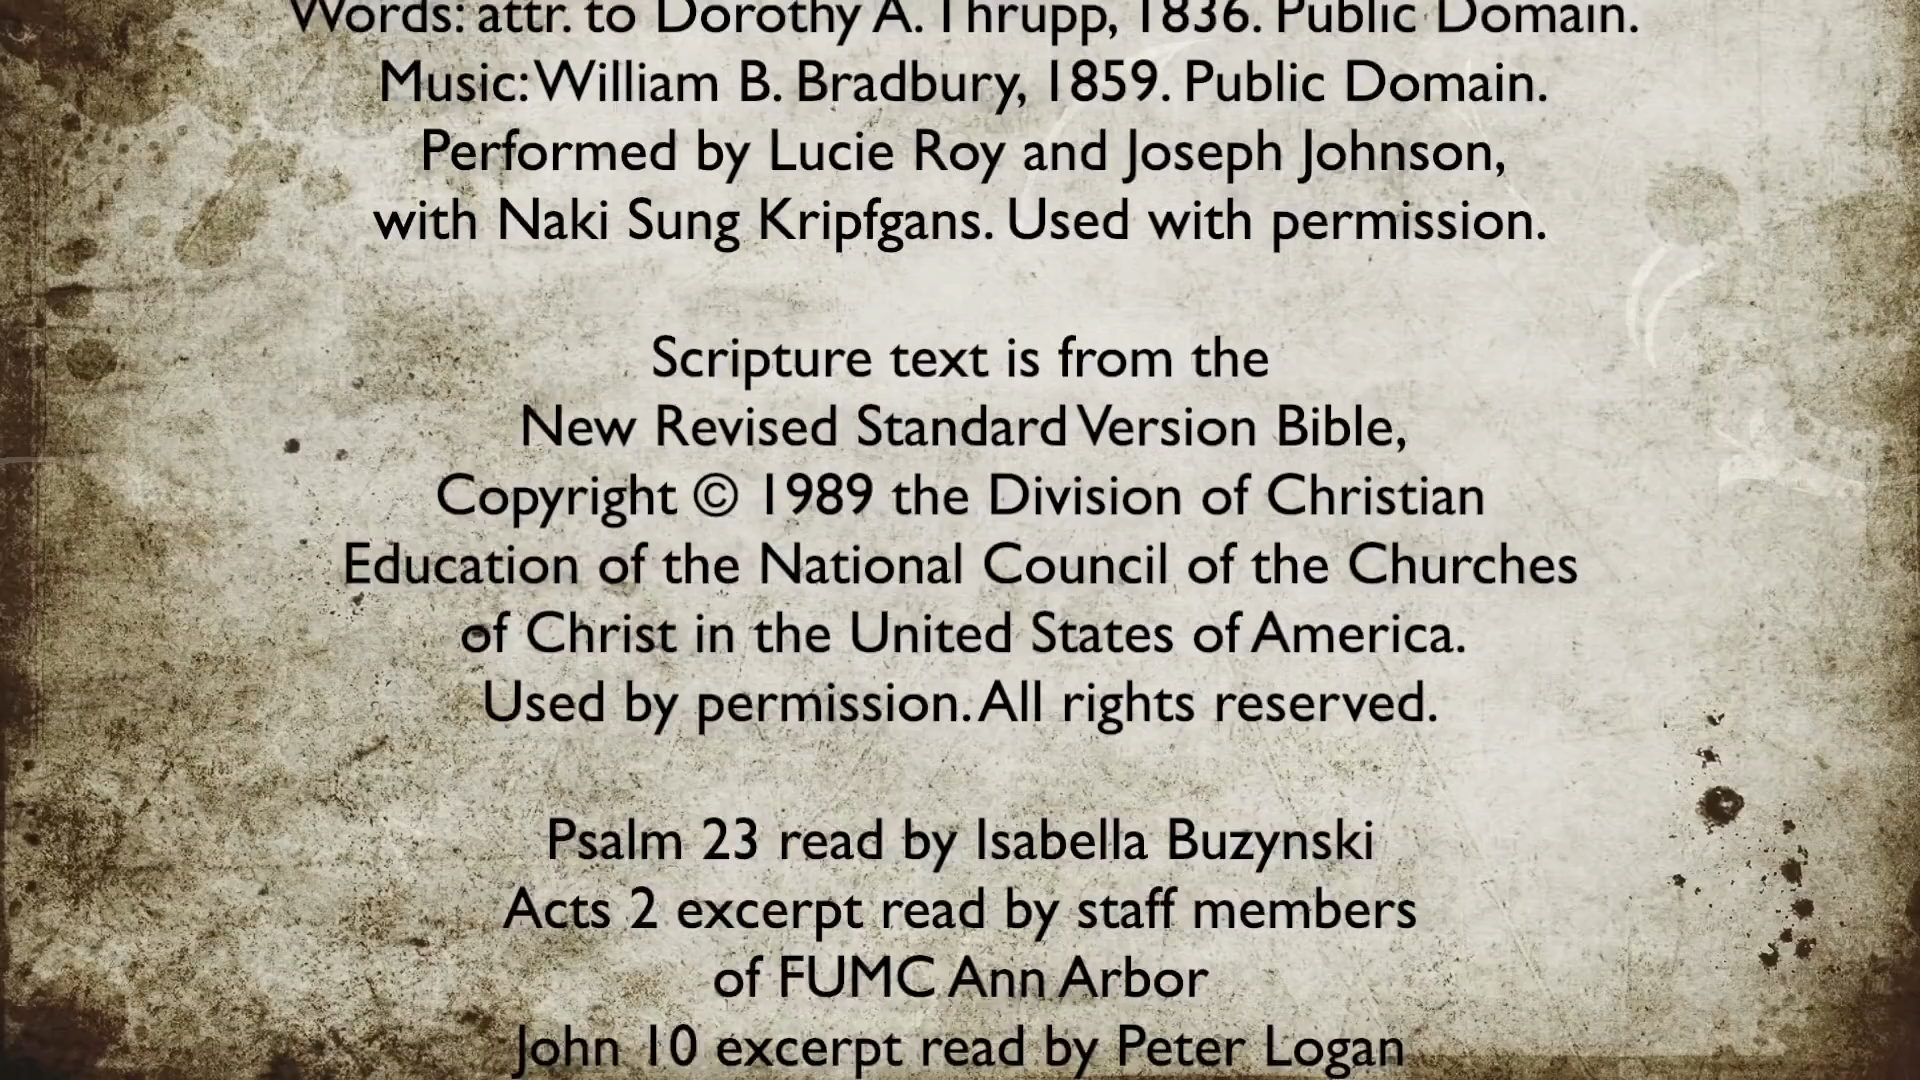 Words: attr. to Dorothy A. Thrupp, 1836. Public Domain.
Music: William B. Bradbury, 1859. Public Domain.
Performed by Lucie Roy and Joseph Johnson,
with Naki Sung Kripfgans. Used with permission.
Scripture text is from the
New Revised Standard Version Bible,
Copyright © 1989 the Division of Christian
Education of the National Council of the Churches
of Christ in the United States of America.
Used by permission. All rights reserved.
Psalm 23 read by Isabella Buzynski
Acts 2 excerpt read by staff members
of FUMC Ann Arbor
John 10 excerpt read by Peter Logan